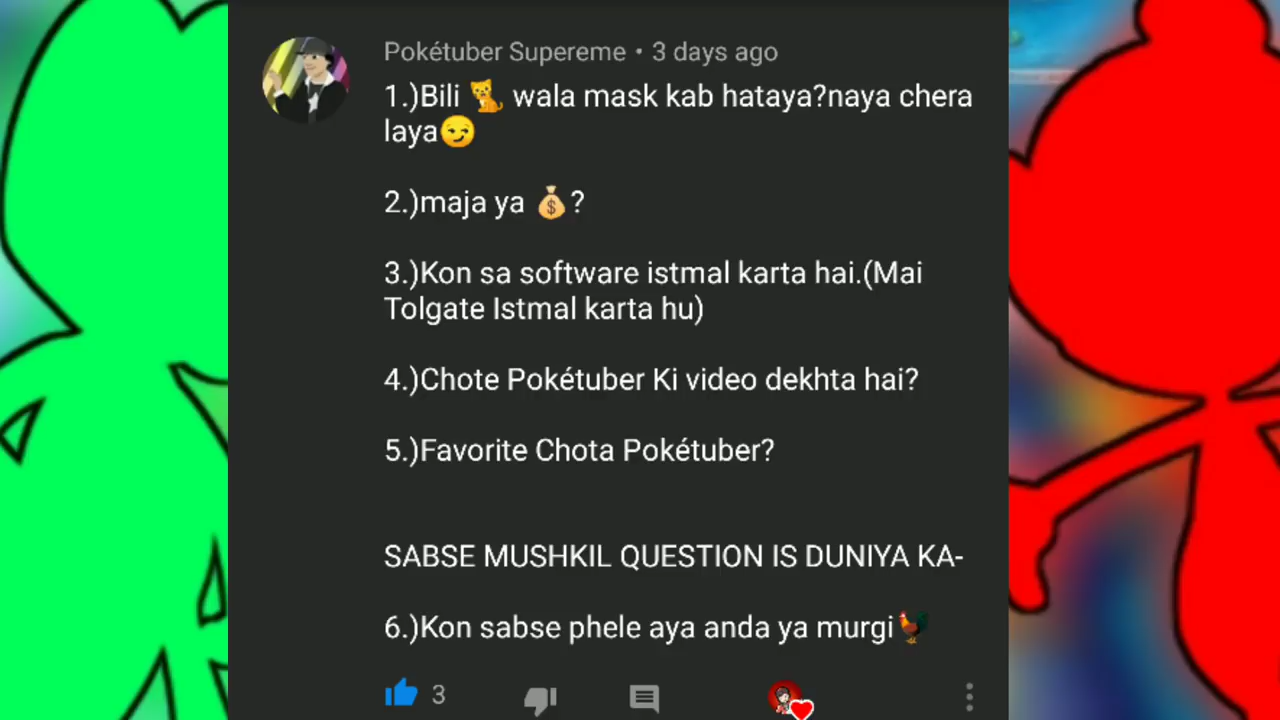 Pokétuber Supereme • 3 days ago
1.)Bili 🐈 wala mask kab hataya?naya chera
laya😏
2.)maja ya 💰?
3.)Kon sa software istmal karta hai.(Mai
Tolgate Istmal karta hu)
4.)Chote Pokétuber Ki video dekhta hai?
5.)Favorite Chota Pokétuber?
SABSE MUSHKIL QUESTION IS DUNIYA KA-
6.)Kon sabse phele aya anda ya murgi🐓
3